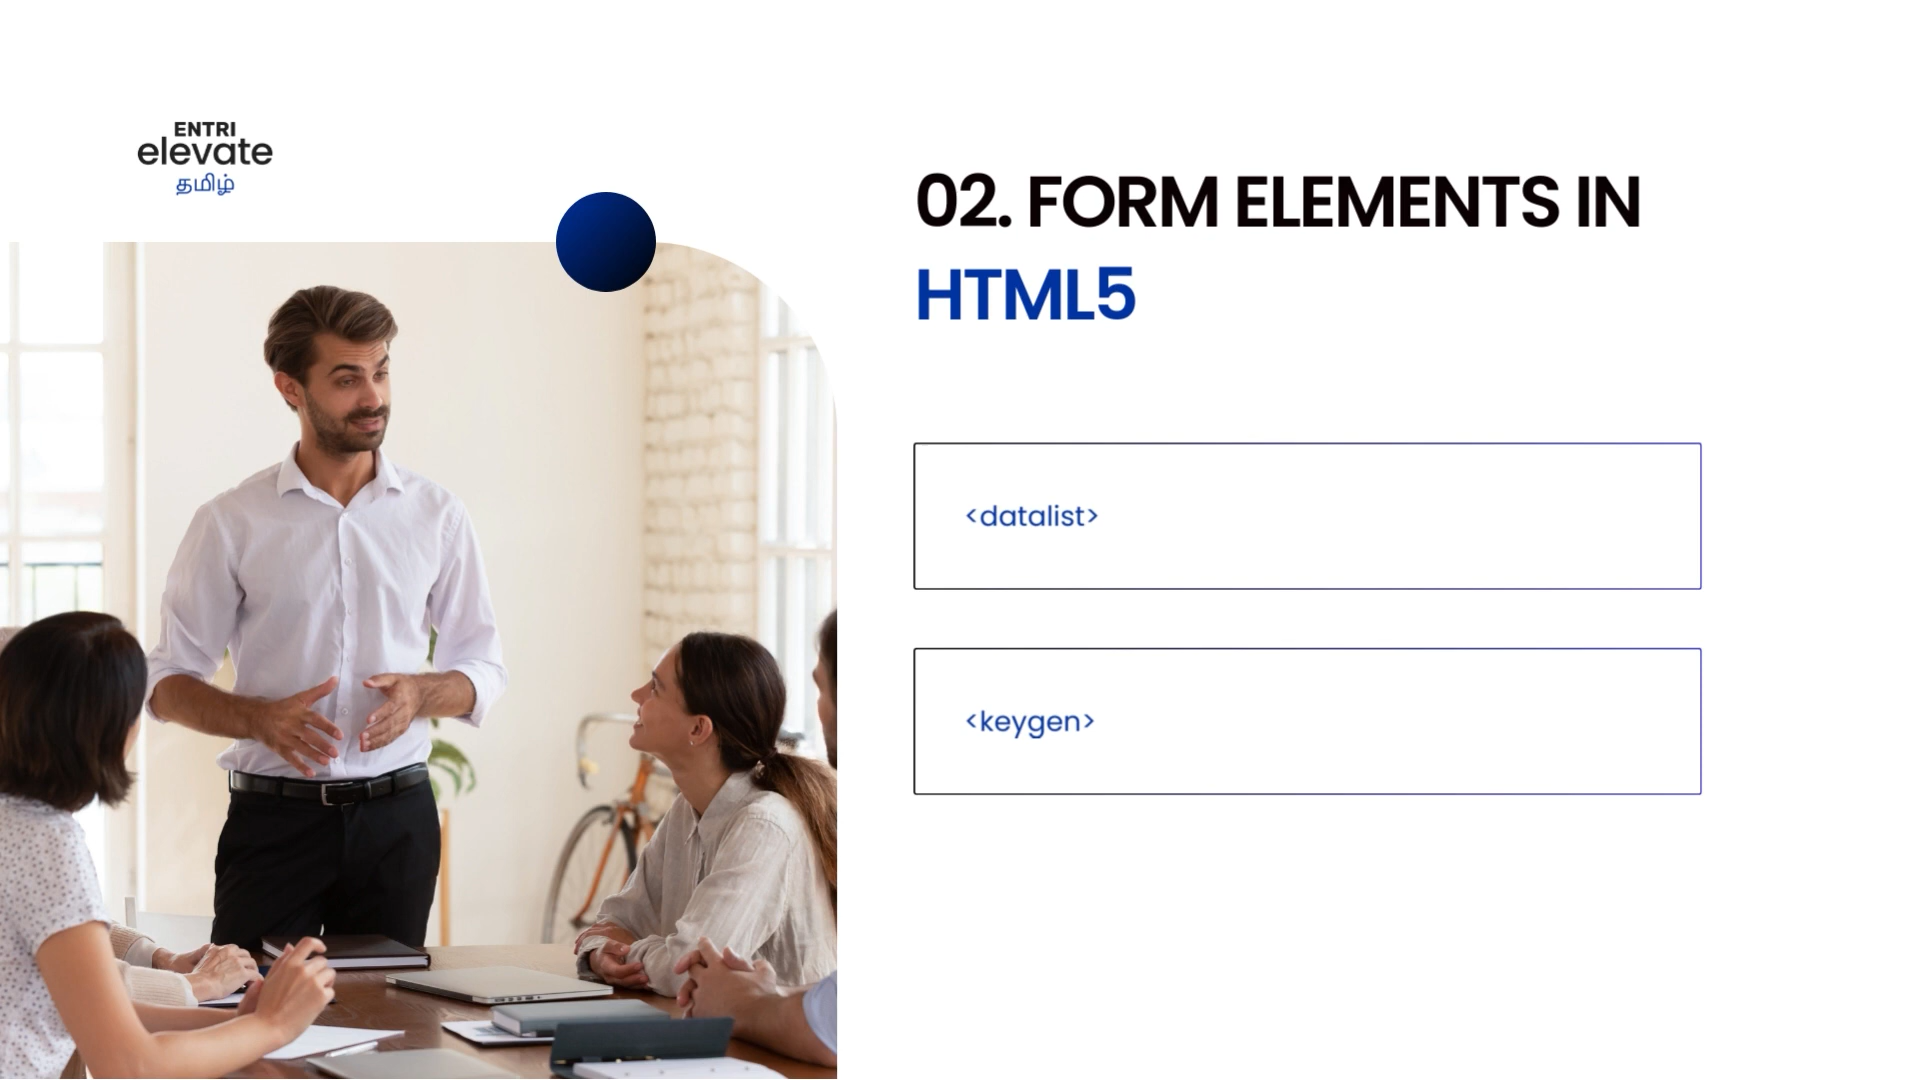 ENTRI
elevate
தமிழ்
02. FORM ELEMENTS IN
HTML5
<datalist>
<keygen>